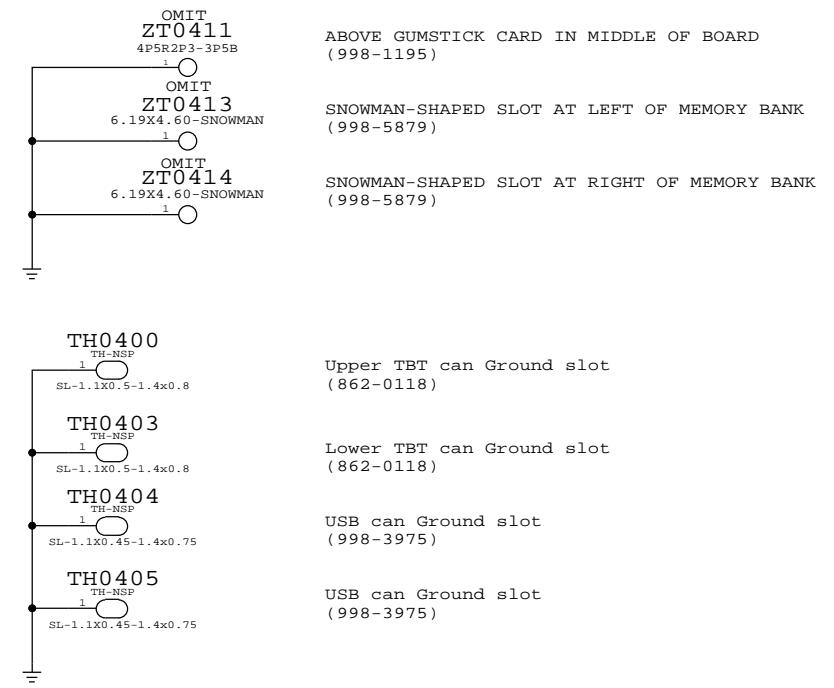 OMIT
ZT0411
4P5R2P3-3P5B
1
ABOVE GUMSTICK CARD IN MIDDLE OF BOARD
(998-1195)
OMIT
ZT0413
6.19X4.60-SNOWMAN
1
SNOWMAN-SHAPED SLOT AT LEFT OF MEMORY BANK
(998-5879)
OMIT
ZT0414
6.19X4.60-SNOWMAN
1
SNOWMAN-SHAPED SLOT AT RIGHT OF MEMORY BANK
(998-5879)
TH0400
TH-NSP
1
SL-1.1X0.5-1.4x0.8
Upper TBT can Ground slot
(862-0118)
TH0403
TH-NSP
1
SL-1.1X0.5-1.4x0.8
Lower TBT can Ground slot
(862-0118)
TH0404
TH-NSP
1
SL-1.1X0.45-1.4x0.75
USB can Ground slot
(998-3975)
TH0405
TH-NSP
1
SL-1.1X0.45-1.4x0.75
USB can Ground slot
(998-3975)